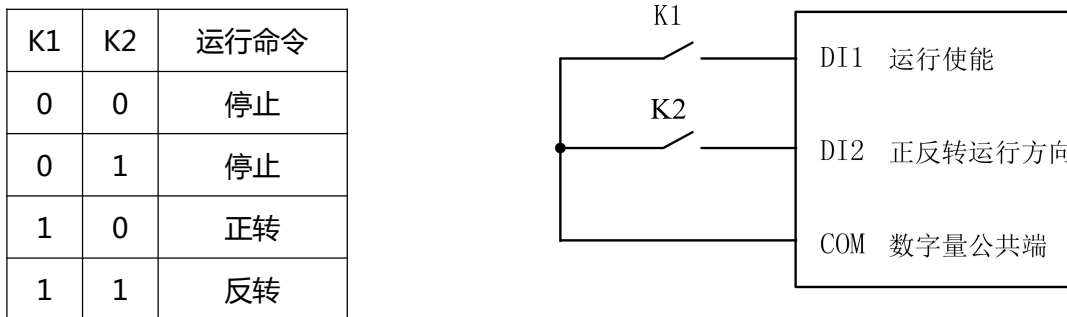 K1 K2 运行命令
0 0 停止
0 1 停止
1 0 正转
1 1 反转
K1
DI1 运行使能
K2
DI2 正反转运行方向
COM 数字量公共端